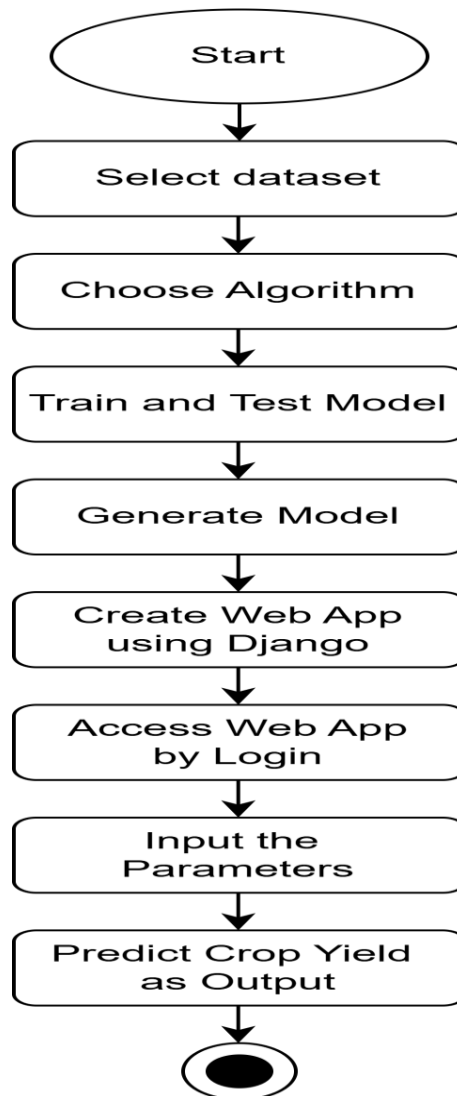 Start
Select dataset
Choose Algorithm
Train and Test Model
Generate Model
Create Web App
using Django
Access Web App
by Login
Input the
Parameters
Predict Crop Yield
as Output